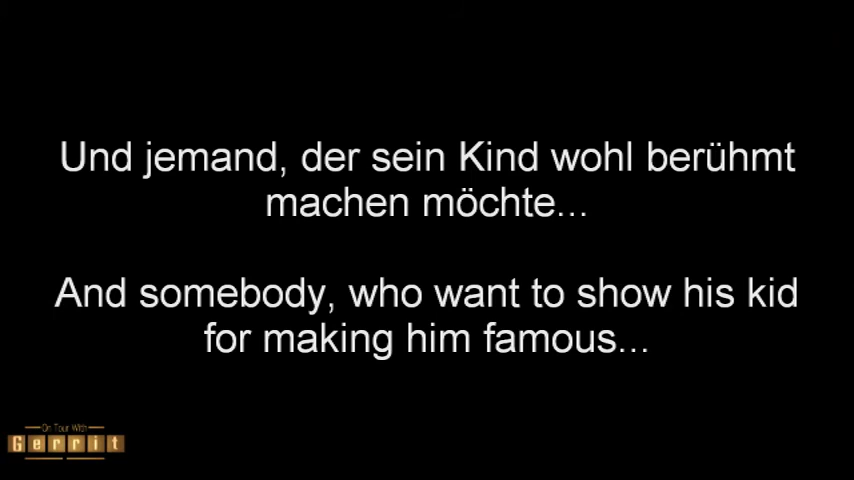 Und jemand, der sein Kind wohl berühmt
machen möchte...
And somebody, who want to show his kid
for making him famous...
On Tour With
Gerrit